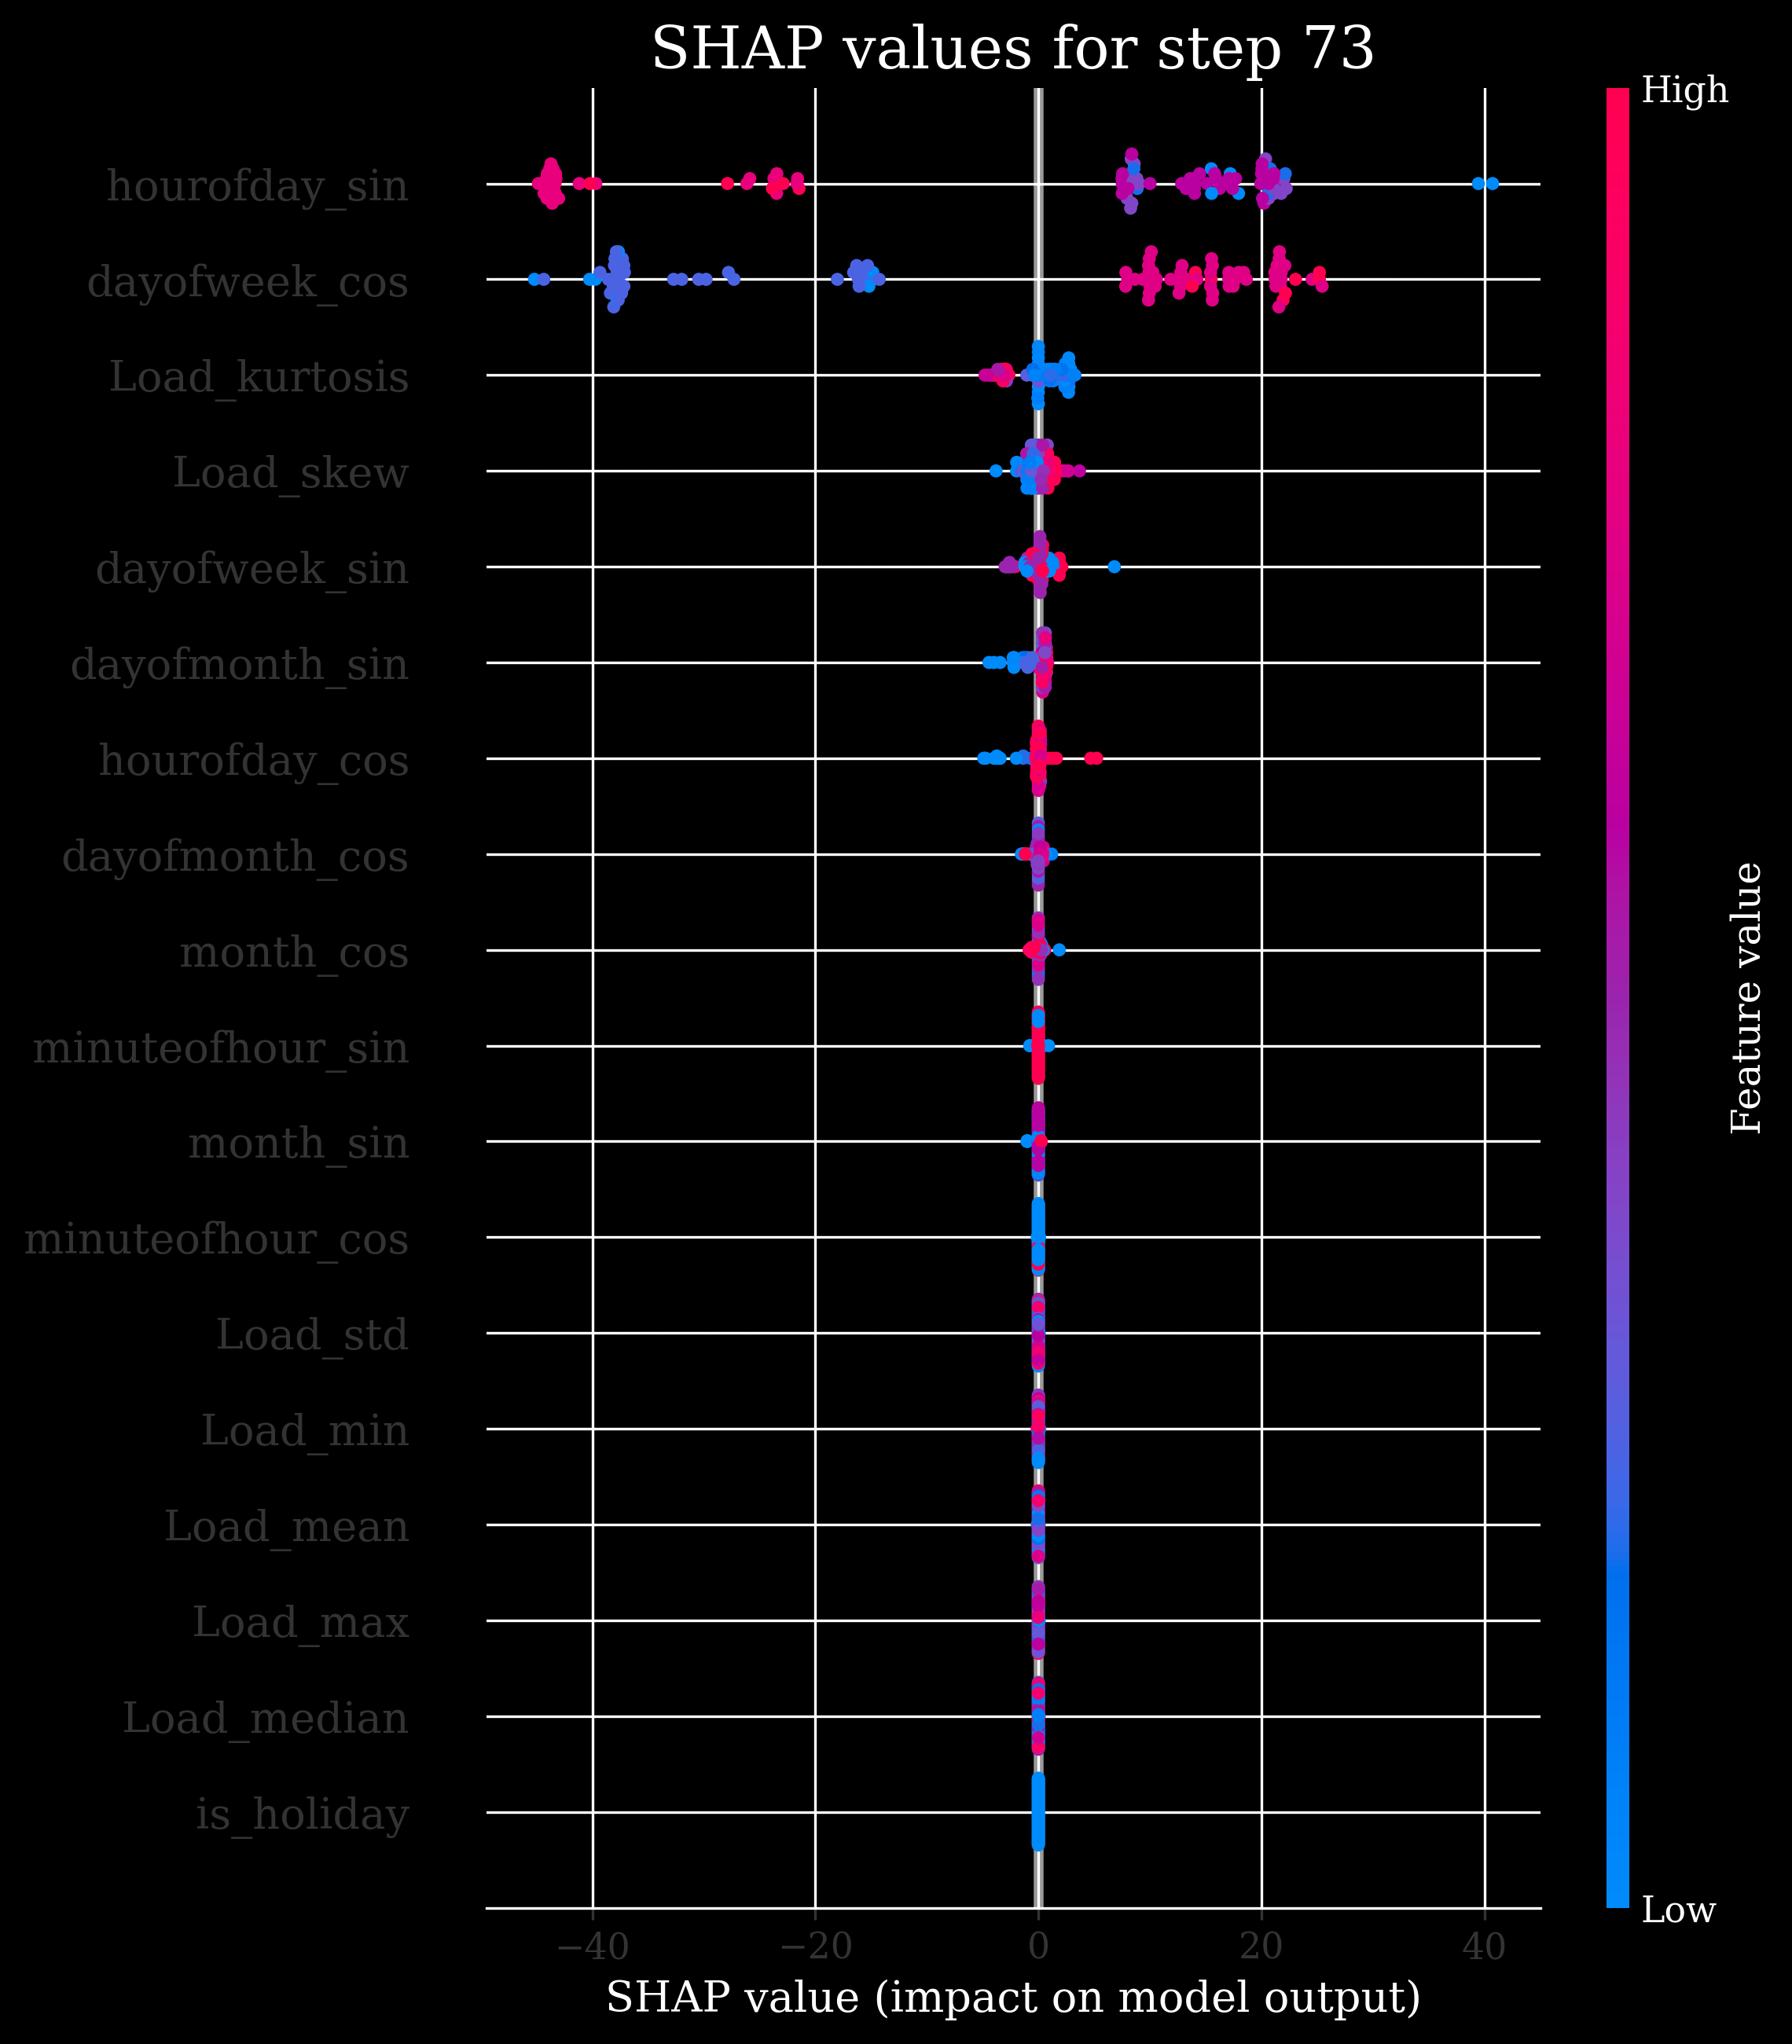 SHAP values for step 73
High
hourofday_sin
dayofweek_cos
Load_kurtosis
Load_skew
dayofweek_sin
dayofmonth_sin
hourofday_cos
dayofmonth_cos
month_cos
minuteofhour_sin
month_sin
minuteofhour_cos
Load_std
Load_min
Load_mean
Load_max
Load_median
is_holiday
Feature value
Low
−40 −20 0 20 40
SHAP value (impact on model output)